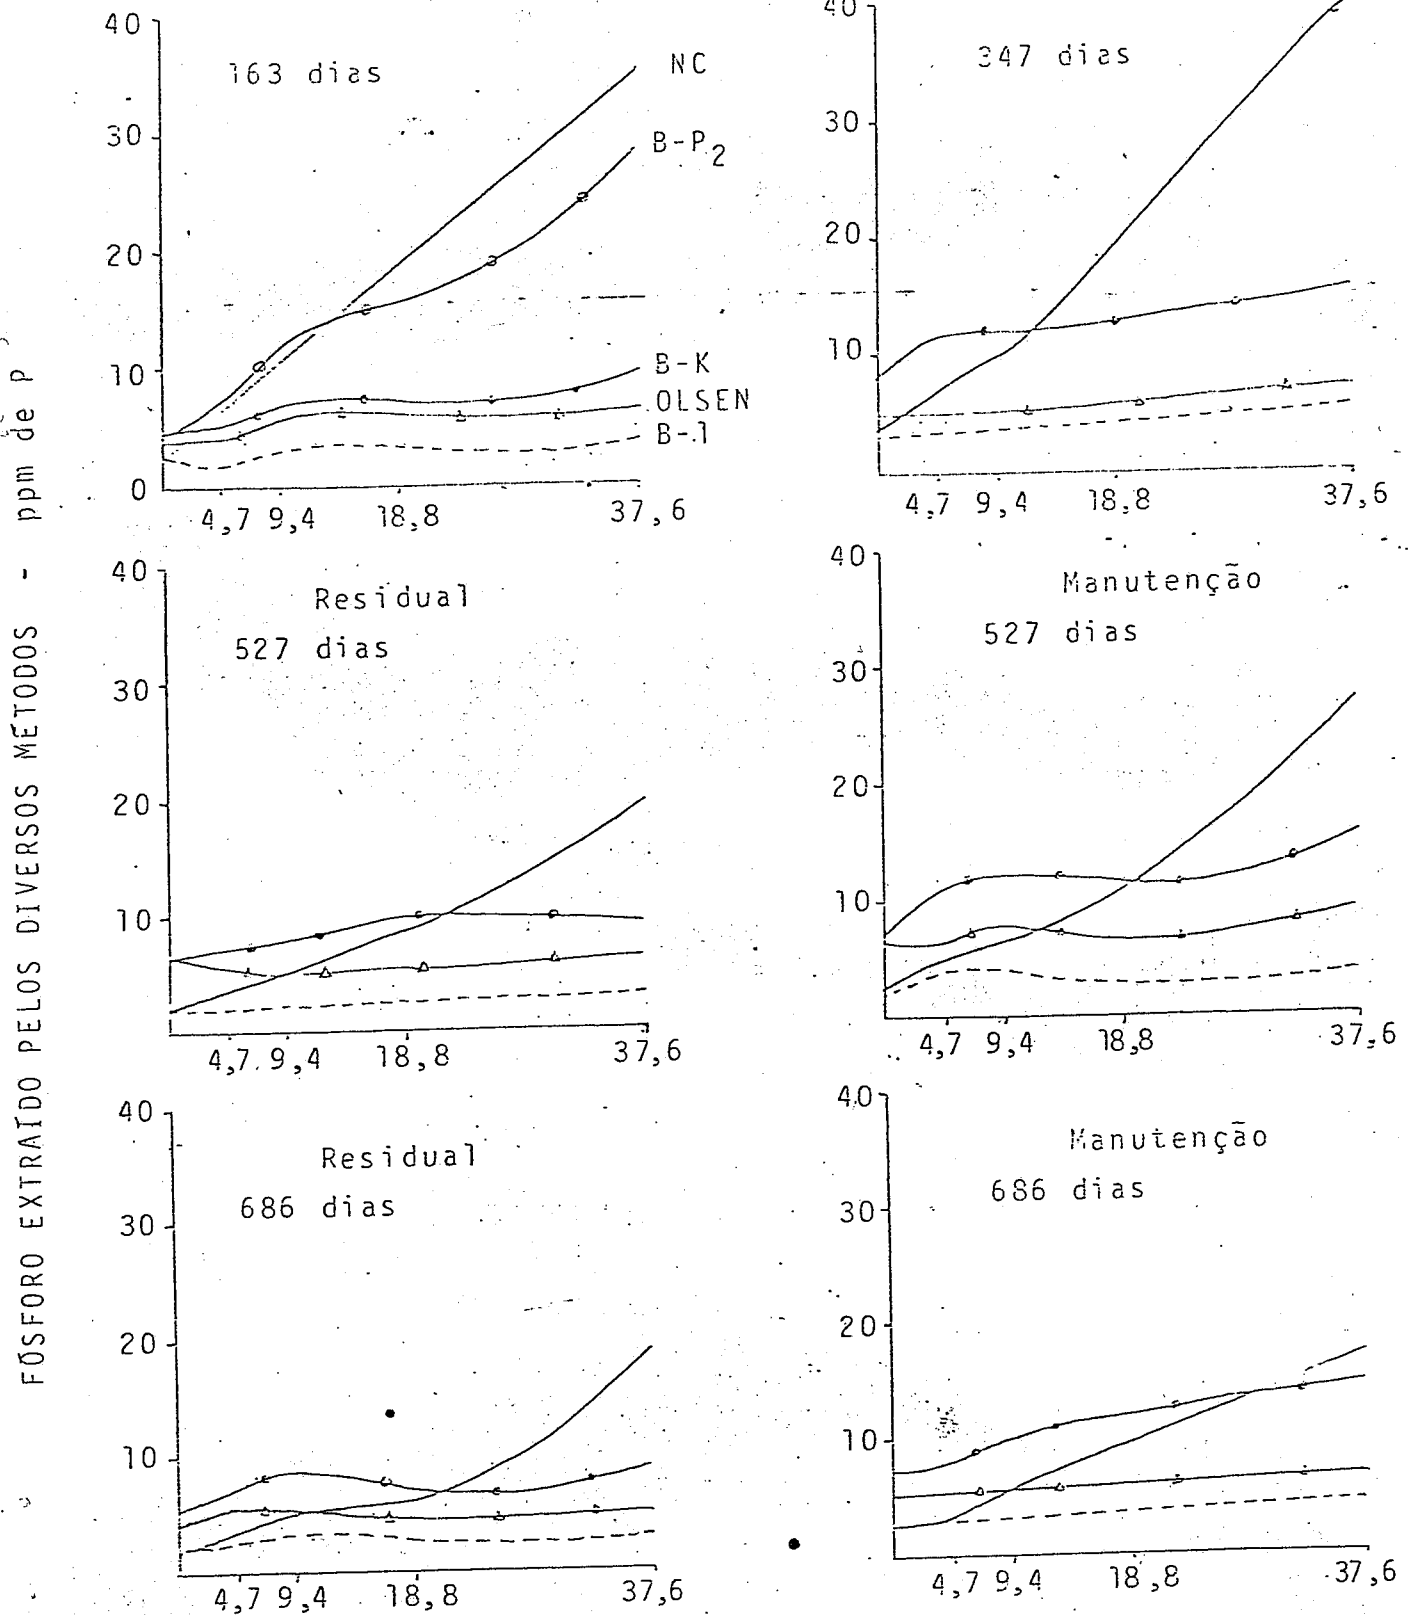 FÓSFORO EXTRAÍDO PELOS DIVERSOS MÉTODOS - ppm de P
40
163 dias
NC
30
B-P2
20
10
B-K
OLSEN
B-1
0
4,7 9,4 18,8 37,6
40
347 dias
30
20
10
4,7 9,4 18,8 37,6
40
Residual
527 dias
30
20
10
4,7 9,4 18,8 37,6
40
Manutenção
527 dias
30
20
10
4,7 9,4 18,8 37,6
40
Residual
686 dias
30
20
10
4,7 9,4 18,8 37,6
40
Manutenção
686 dias
30
20
10
4,7 9,4 18,8 37,6